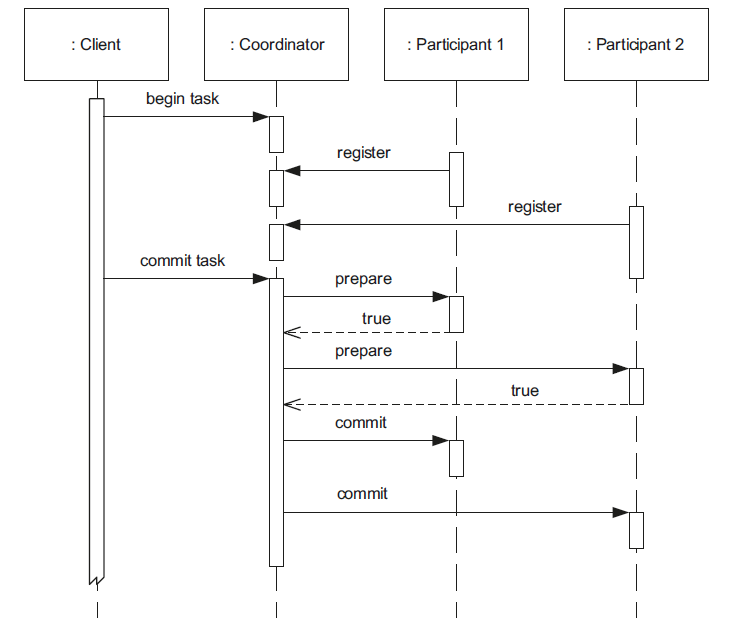 : Client
: Coordinator
: Participant 1
: Participant 2
begin task
register
register
commit task
prepare
true
prepare
true
commit
commit